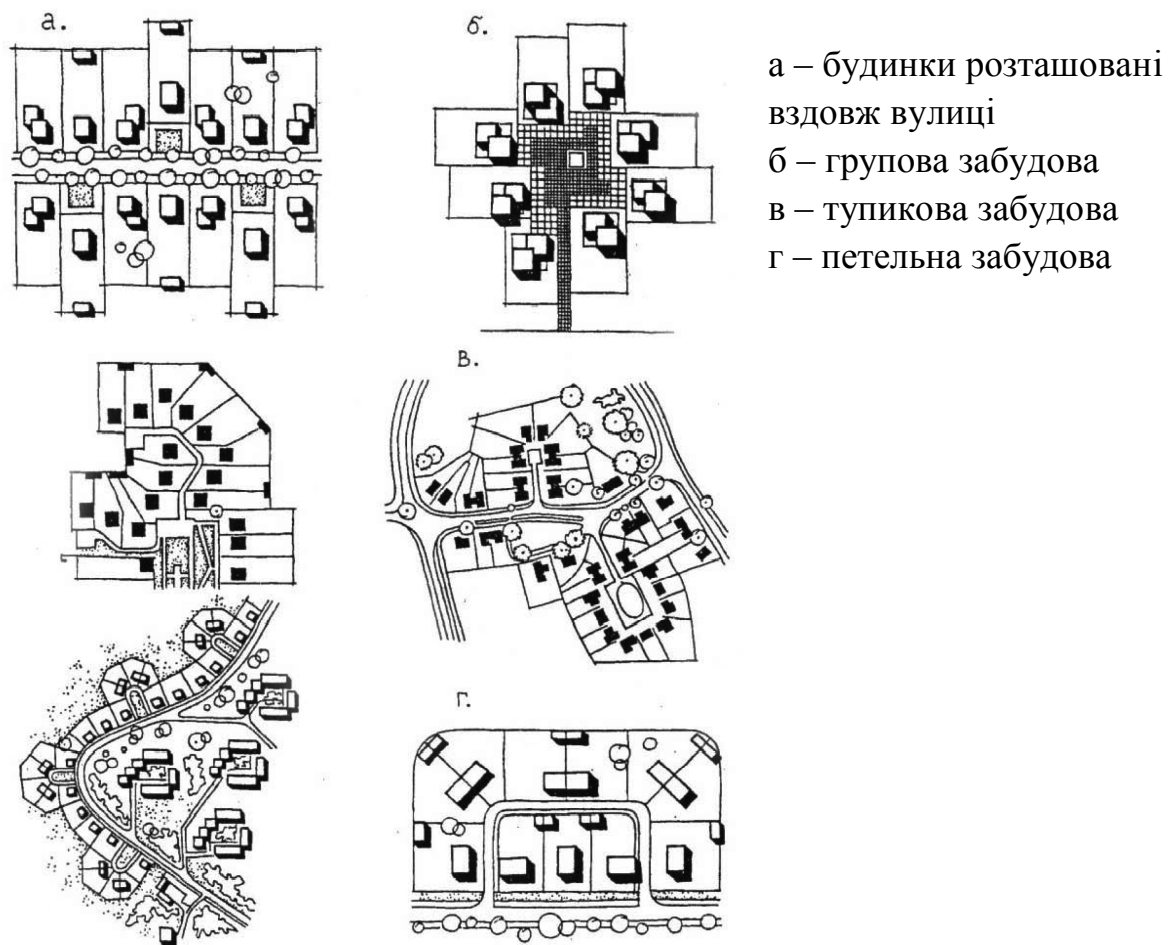 а.
б.
а – будинки розташовані
вздовж вулиці
б – групова забудова
в – тупикова забудова
г – петельна забудова
в.
г.